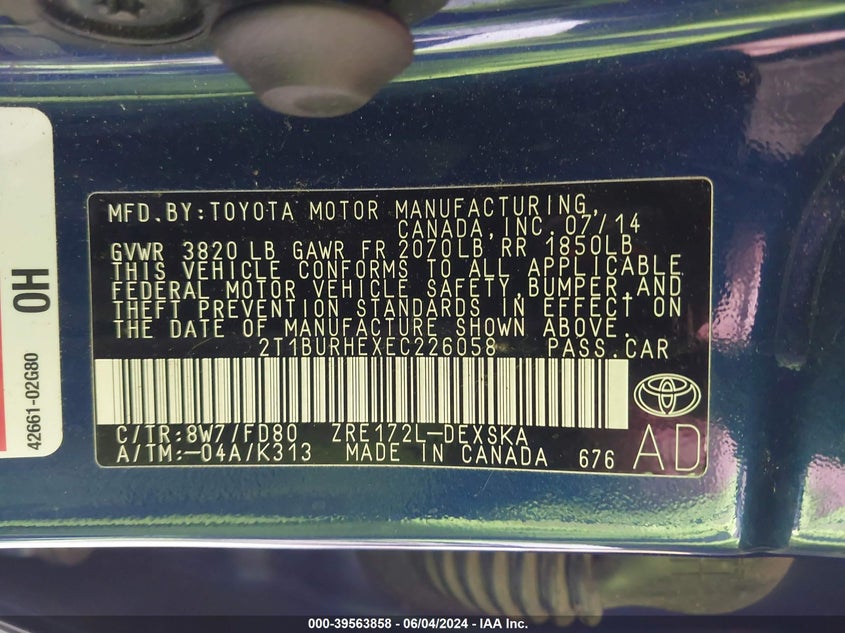 MFD.BY:TOYOTA MOTOR MANUFACTURING,
CANADA,INC. 07/14
GVWR 3820 LB GAWR FR 2070LB RR 1850LB
THIS VEHICLE CONFORMS TO ALL APPLICABLE
FEDERAL MOTOR VEHICLE SAFETY,BUMPER,AND
THEFT PREVENTION STANDARDS IN EFFECT ON
THE DATE OF MANUFACTURE SHOWN ABOVE.
2T1BURHEXEC226058 PASS.CAR
C/TR:8W7/FD80 ZRE172L-DEXSKA
A/TM:-04A/K313 MADE IN CANADA 676
AD
42661-02G80
OH
000-39563858 - 06/04/2024 - IAA Inc.